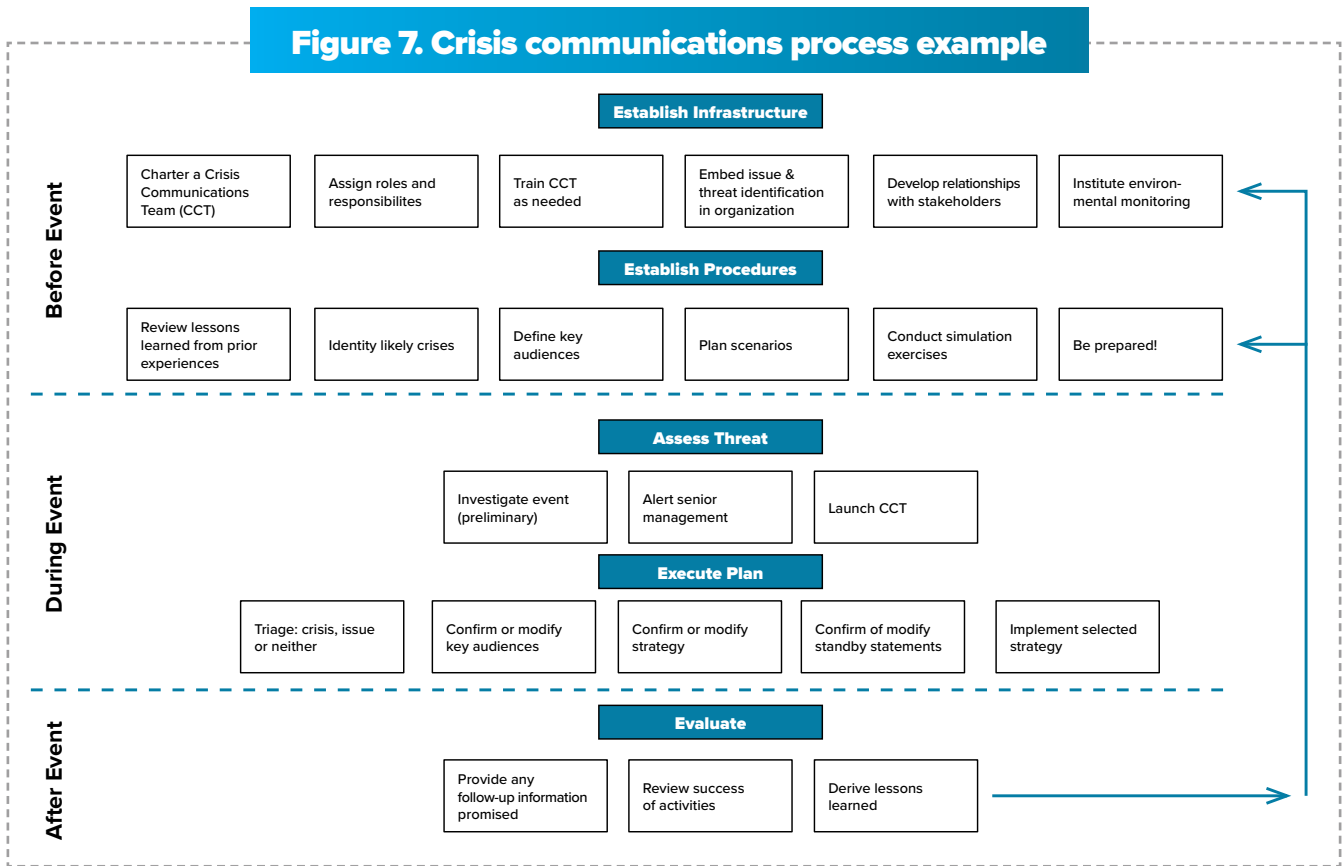 Figure 7. Crisis communications process example
Before Event
Establish Infrastructure
Charter a Crisis
Communications
Team (CCT)
Assign roles and
responsibilites
Train CCT
as needed
Embed issue &
threat identification
in organization
Develop relationships
with stakeholders
Institute environ-
mental monitoring
Establish Procedures
Review lessons
learned from prior
experiences
Identity likely crises
Define key
audiences
Plan scenarios
Conduct simulation
exercises
Be prepared!
During Event
Assess Threat
Investigate event
(preliminary)
Alert senior
management
Launch CCT
Execute Plan
Triage: crisis, issue
or neither
Confirm or modify
key audiences
Confirm or modify
strategy
Confirm of modify
standby statements
Implement selected
strategy
After Event
Evaluate
Provide any
follow-up information
promised
Review success
of activities
Derive lessons
learned